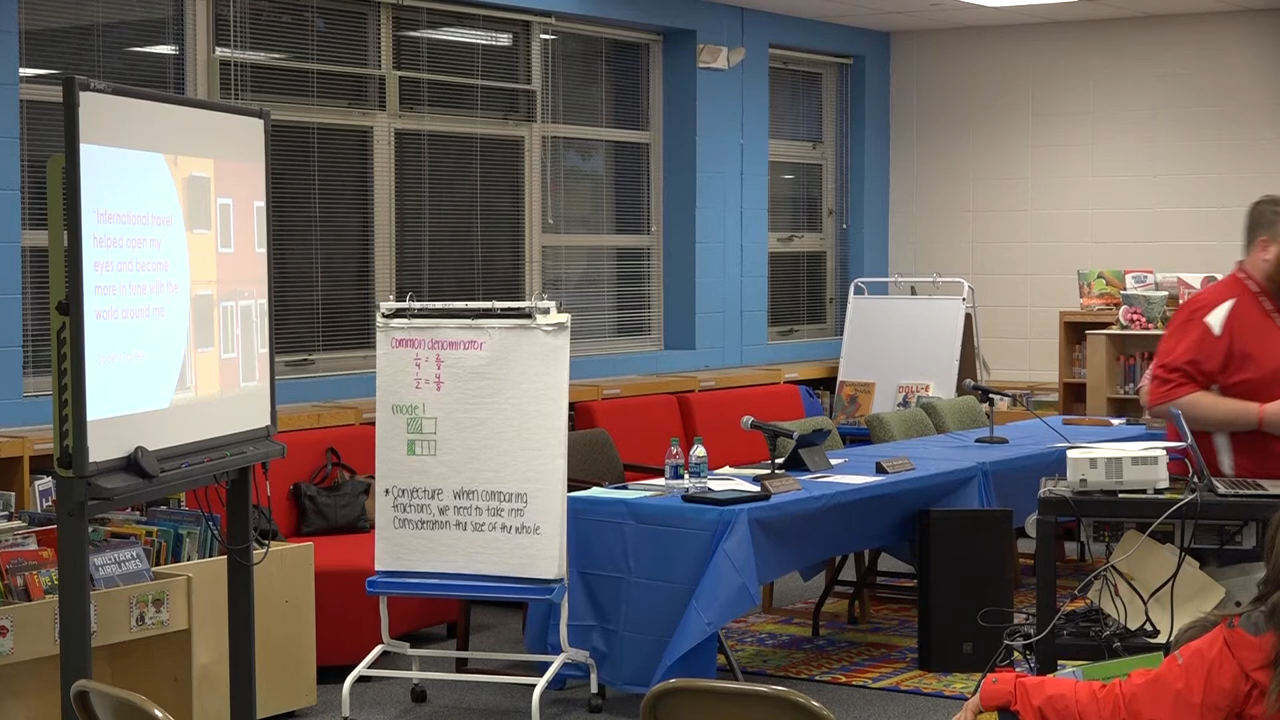 "International travel
helped open my
eyes and become
more in tune with the
world around me."
common denominator
1/4 = 2/8
1/2 = 4/8
model
* Conjecture - when comparing
fractions, we need to take into
consideration the size of the whole.
MILITARY
AIRPLANES
DOLL-E